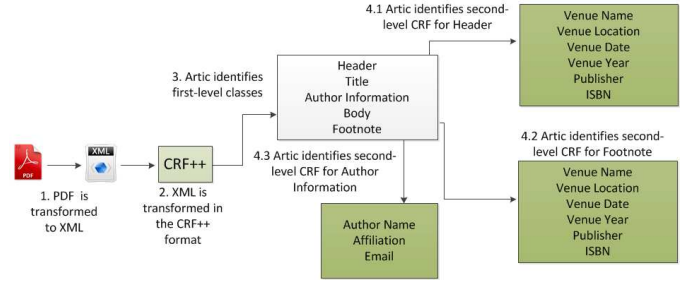 4.1 Artic identifies second-
level CRF for Header
Venue Name
Venue Location
Venue Date
Venue Year
Publisher
ISBN
3. Artic identifies
first-level classes
Header
Title
Author Information
Body
Footnote
4.2 Artic identifies second-
level CRF for Footnote
Venue Name
Venue Location
Venue Date
Venue Year
Publisher
ISBN
4.3 Artic identifies second-
level CRF for Author
Information
Author Name
Affiliation
Email
PDF
XML
CRF++
1. PDF is
transformed
to XML
2. XML is
transformed in
the CRF++
format